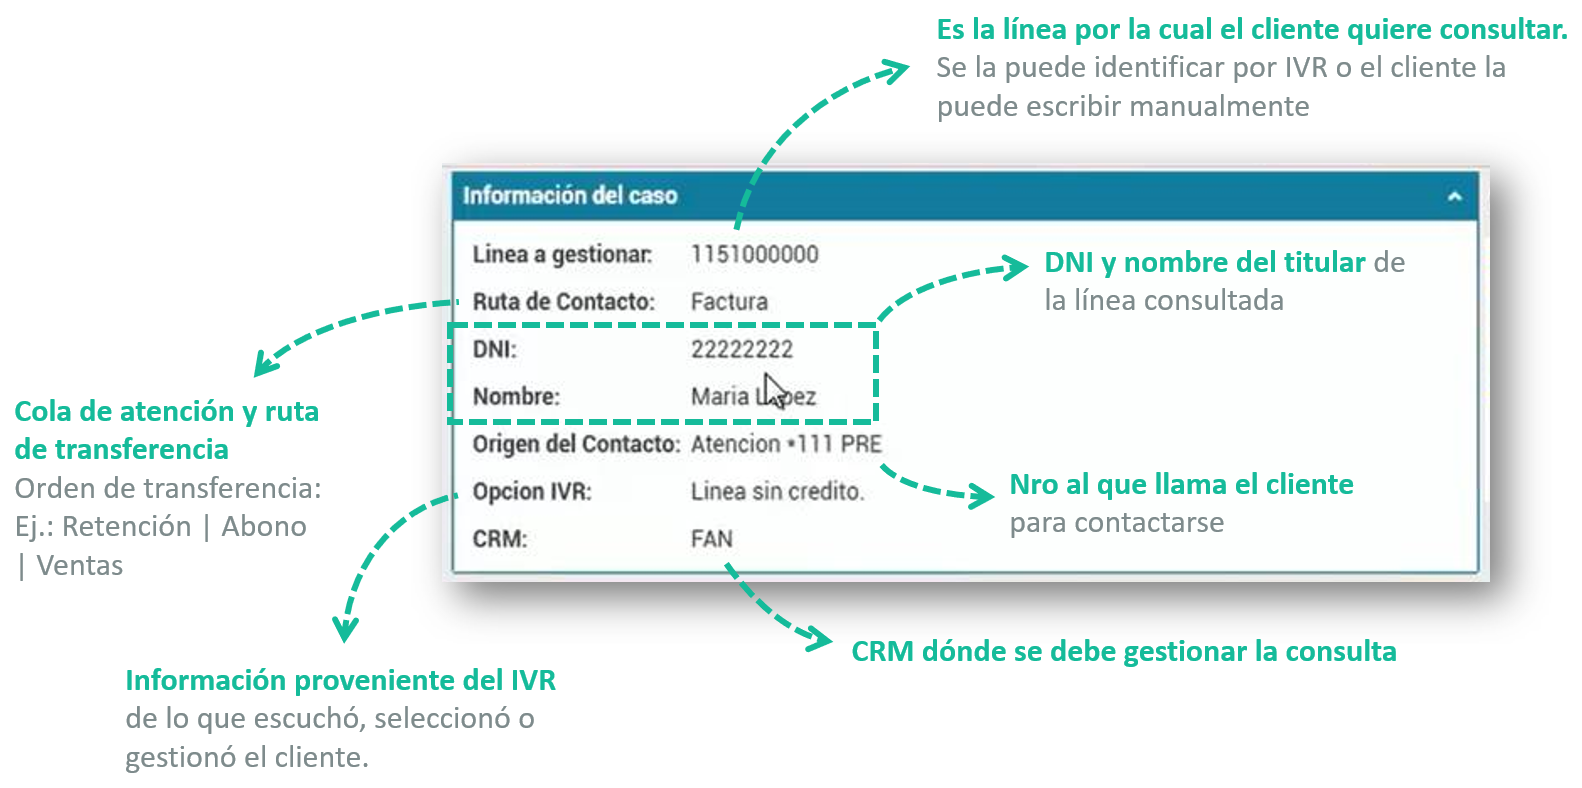 Es la línea por la cual el cliente quiere consultar.
Se la puede identificar por IVR o el cliente la
puede escribir manualmente
Información del caso
Linea a gestionar: 1151000000
Ruta de Contacto: Factura
DNI: 22222222
Nombre: Maria
Origen del Contacto: Atencion *111 PRE
Opcion IVR: Linea sin credito.
CRM: FAN
DNI y nombre del titular de
la línea consultada
Cola de atención y ruta
de transferencia
Orden de transferencia:
Ej.: Retención | Abono
| Ventas
Nro al que llama el cliente
para contactarse
CRM dónde se debe gestionar la consulta
Información proveniente del IVR
de lo que escuchó, seleccionó o
gestionó el cliente.